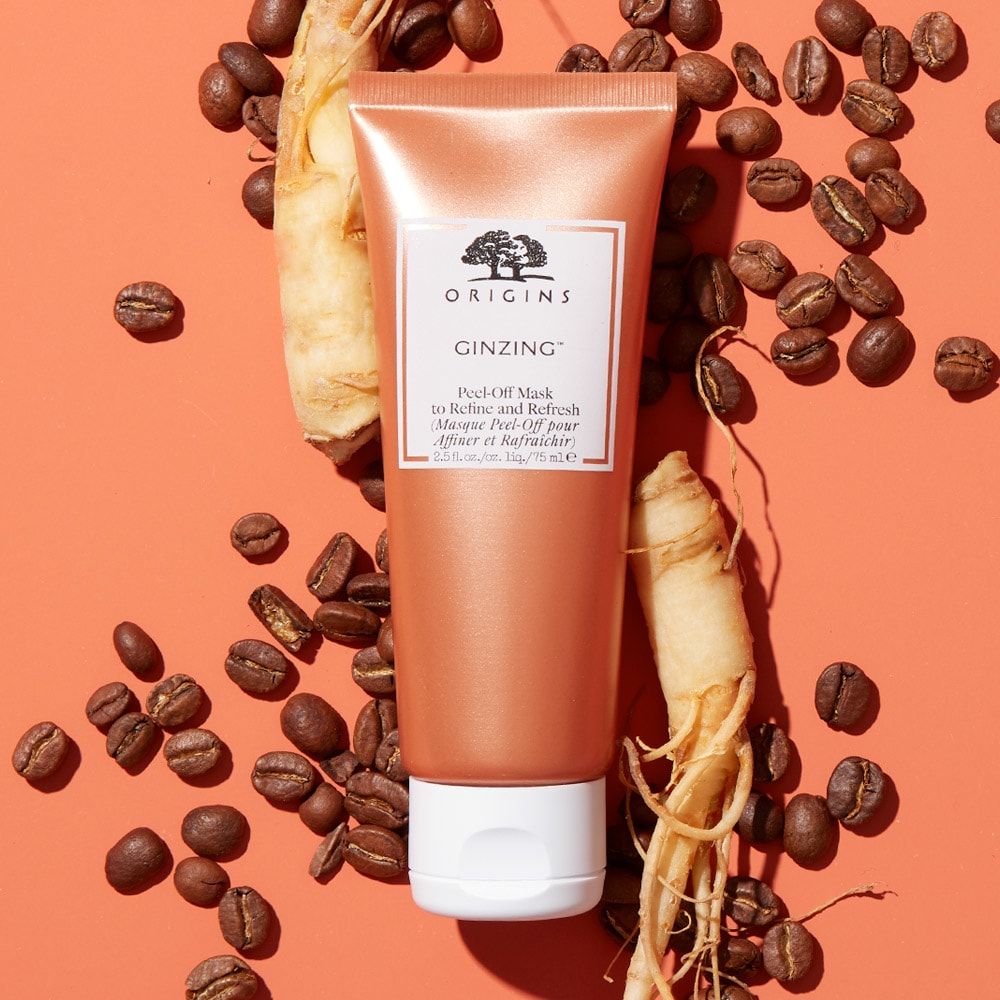 ORIGINS
GINZING™
Peel-Off Mask
to Refine and Refresh
(Masque Peel-Off pour
Affiner et Rafraîchir)
2.5 fl. oz./oz. liq./75 ml ℮